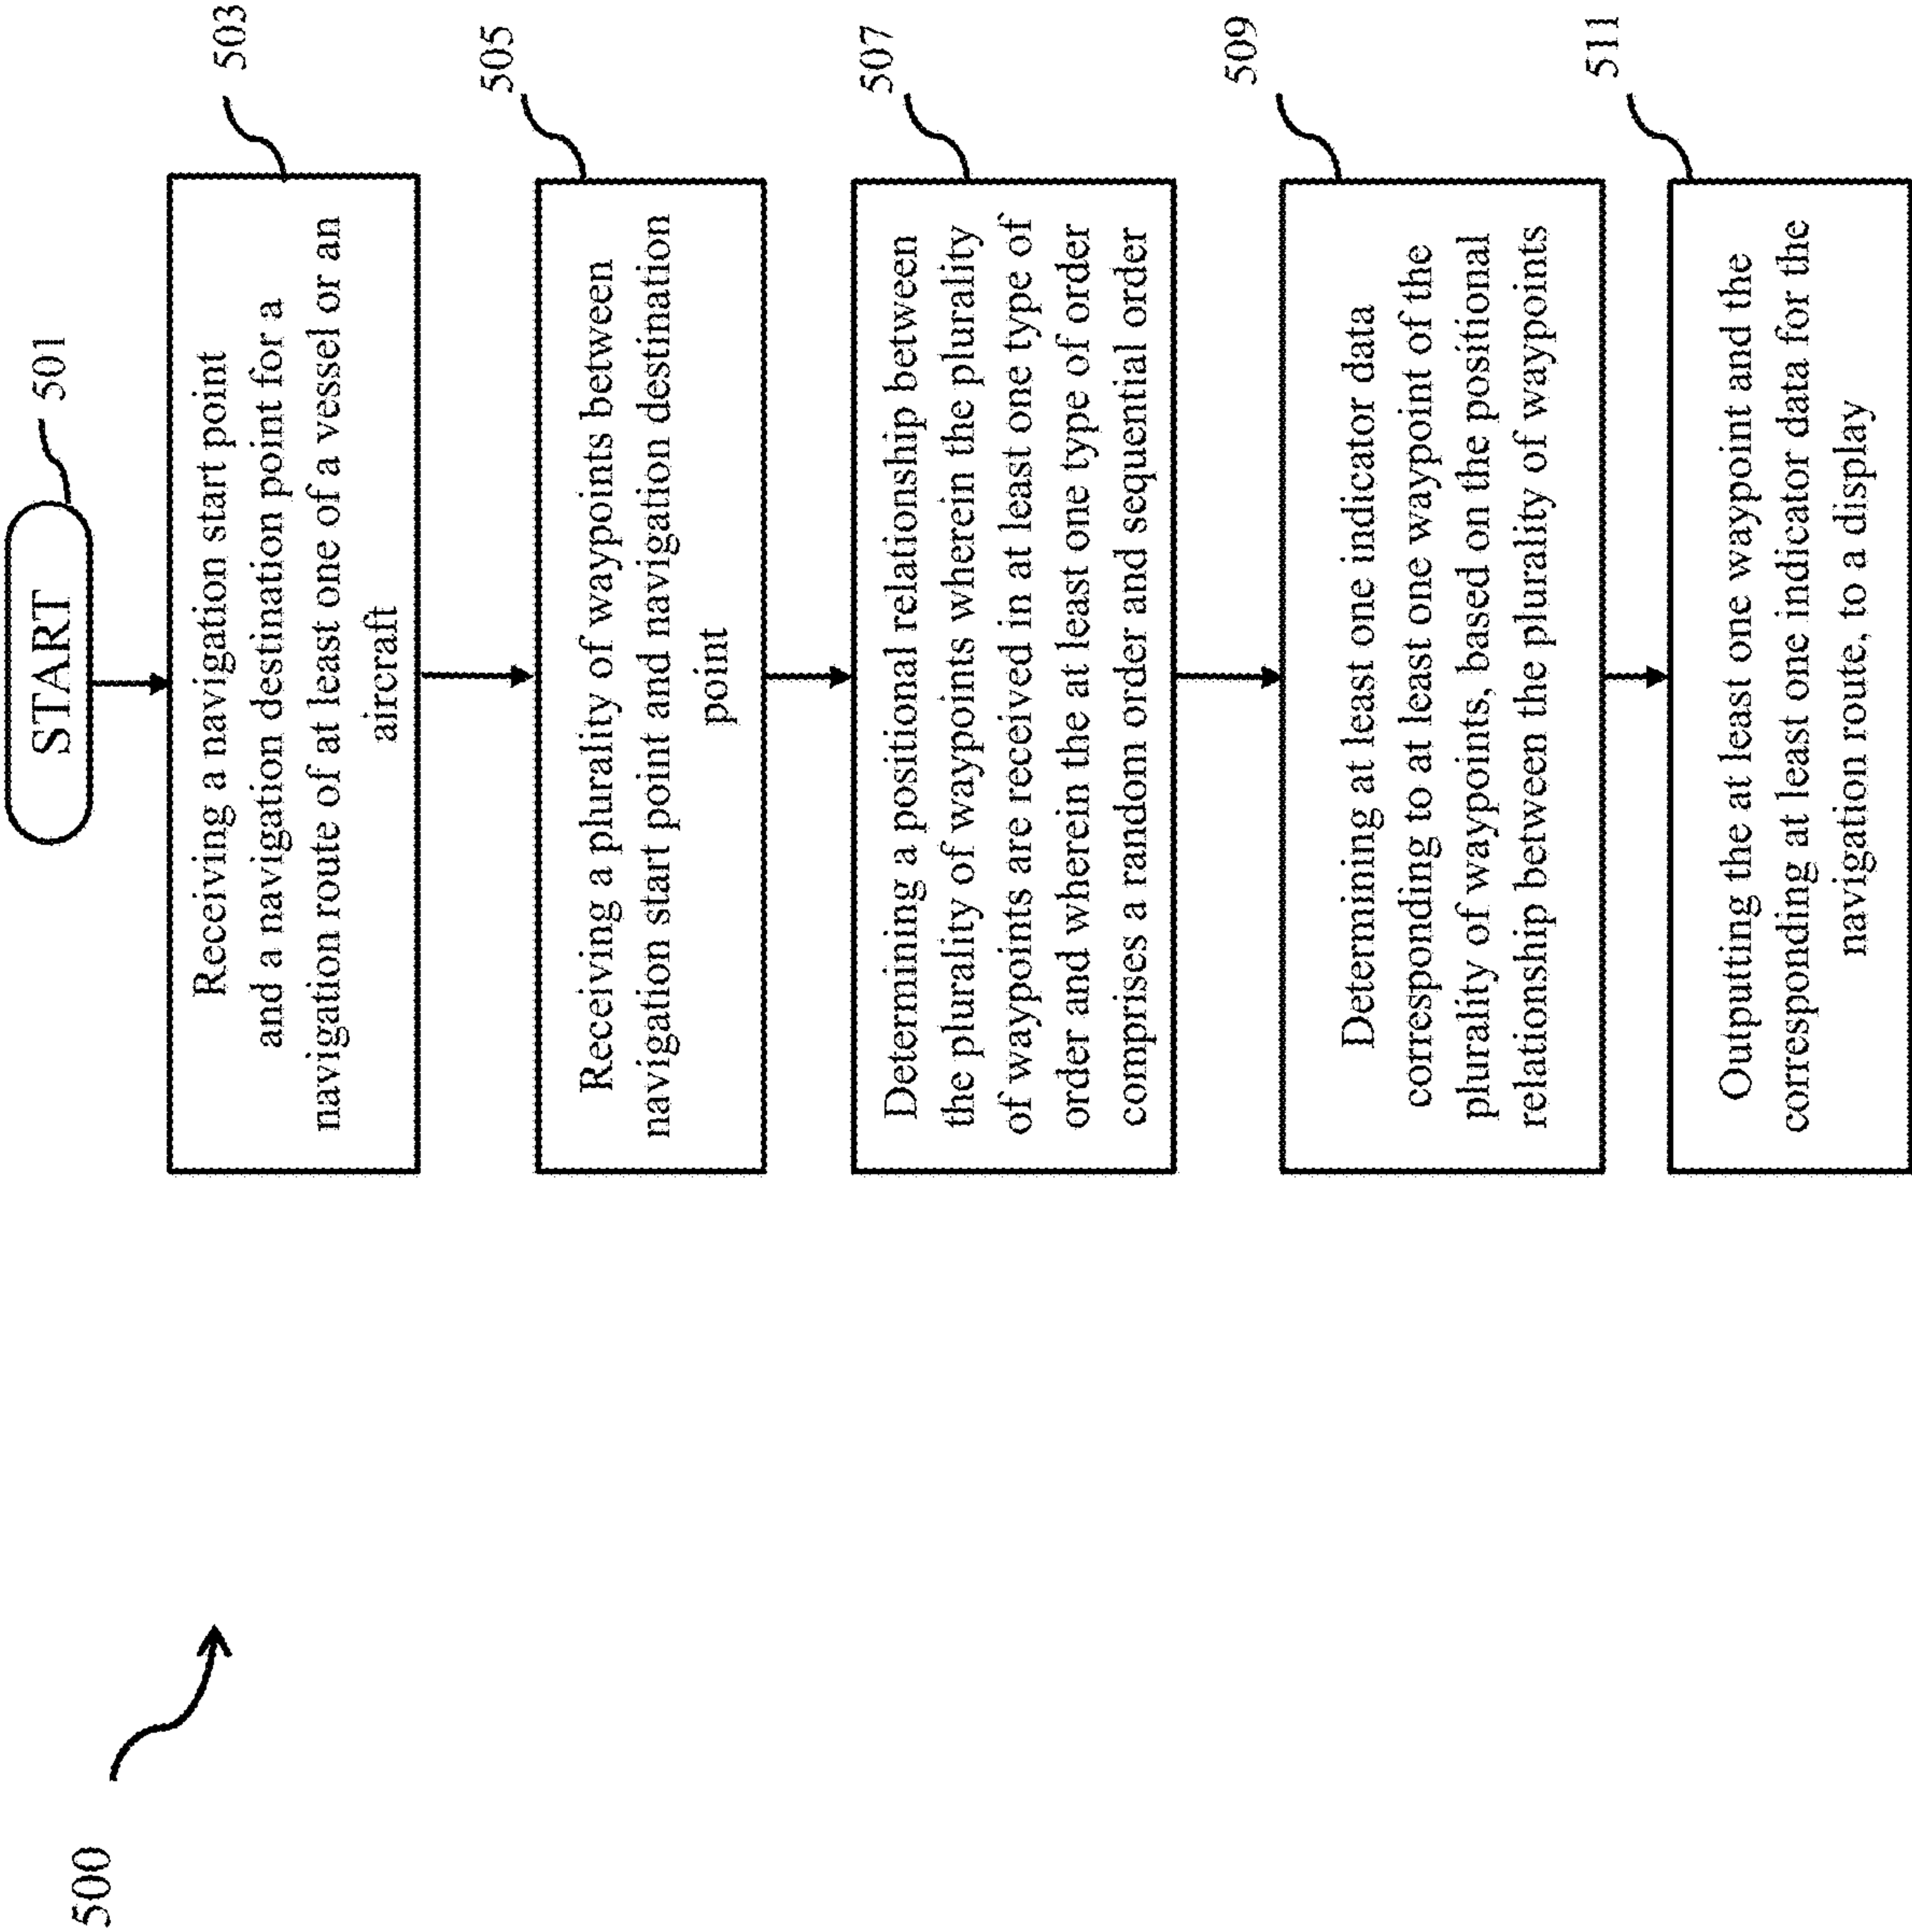 500
START
501
Receiving a navigation start point
and a navigation destination point for a
navigation route of at least one of a vessel or an
aircraft
503
Receiving a plurality of waypoints between
navigation start point and navigation destination
point
505
Determining a positional relationship between
the plurality of waypoints wherein the plurality
of waypoints are received in at least one type of
order and wherein the at least one type of order
comprises a random order and sequential order
507
Determining at least one indicator data
corresponding to at least one waypoint of the
plurality of waypoints, based on the positional
relationship between the plurality of waypoints
509
Outputting the at least one waypoint and the
corresponding at least one indicator data for the
navigation route, to a display
511